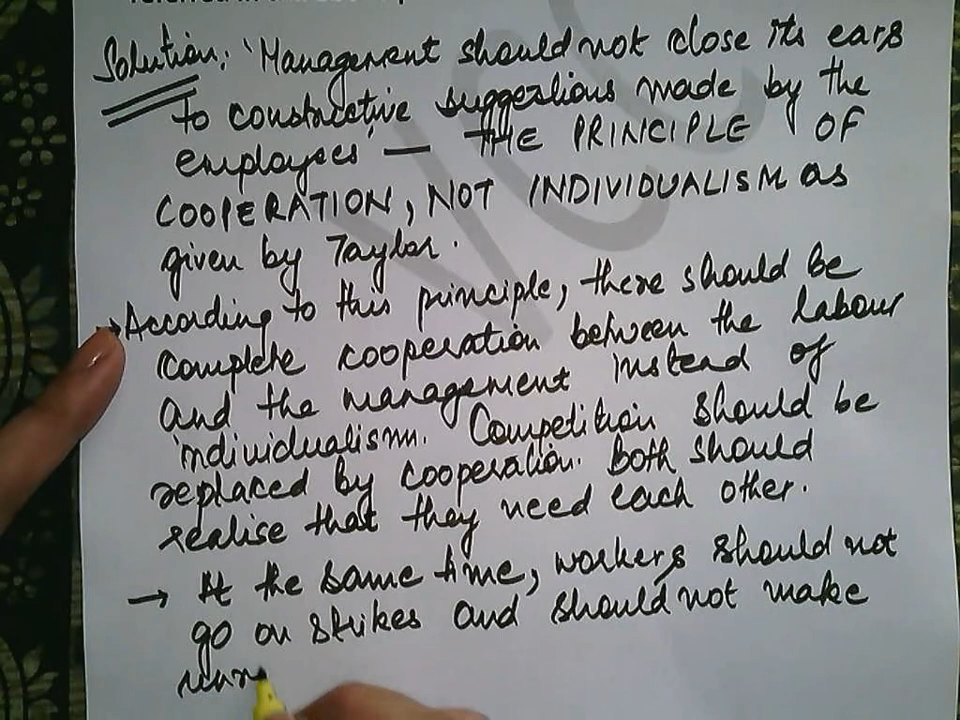 Solution: 'Management should not close its ears
to constructive suggestions made by the
employees — THE PRINCIPLE OF
COOPERATION, NOT INDIVIDUALISM as
given by Taylor.
→ According to this principle, there should be
complete cooperation between the labour
and the management instead of
individualism. Competition should be
replaced by cooperation. Both should
realise that they need each other.
→ At the same time, workers should not
go on strikes and should not make